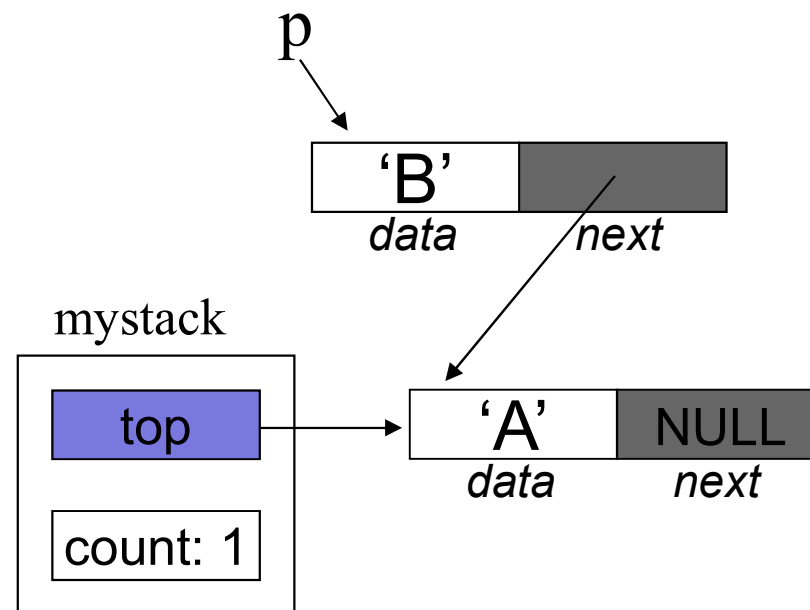 p
‘B’
data next
mystack
top
‘A’ NULL
data next
count: 1